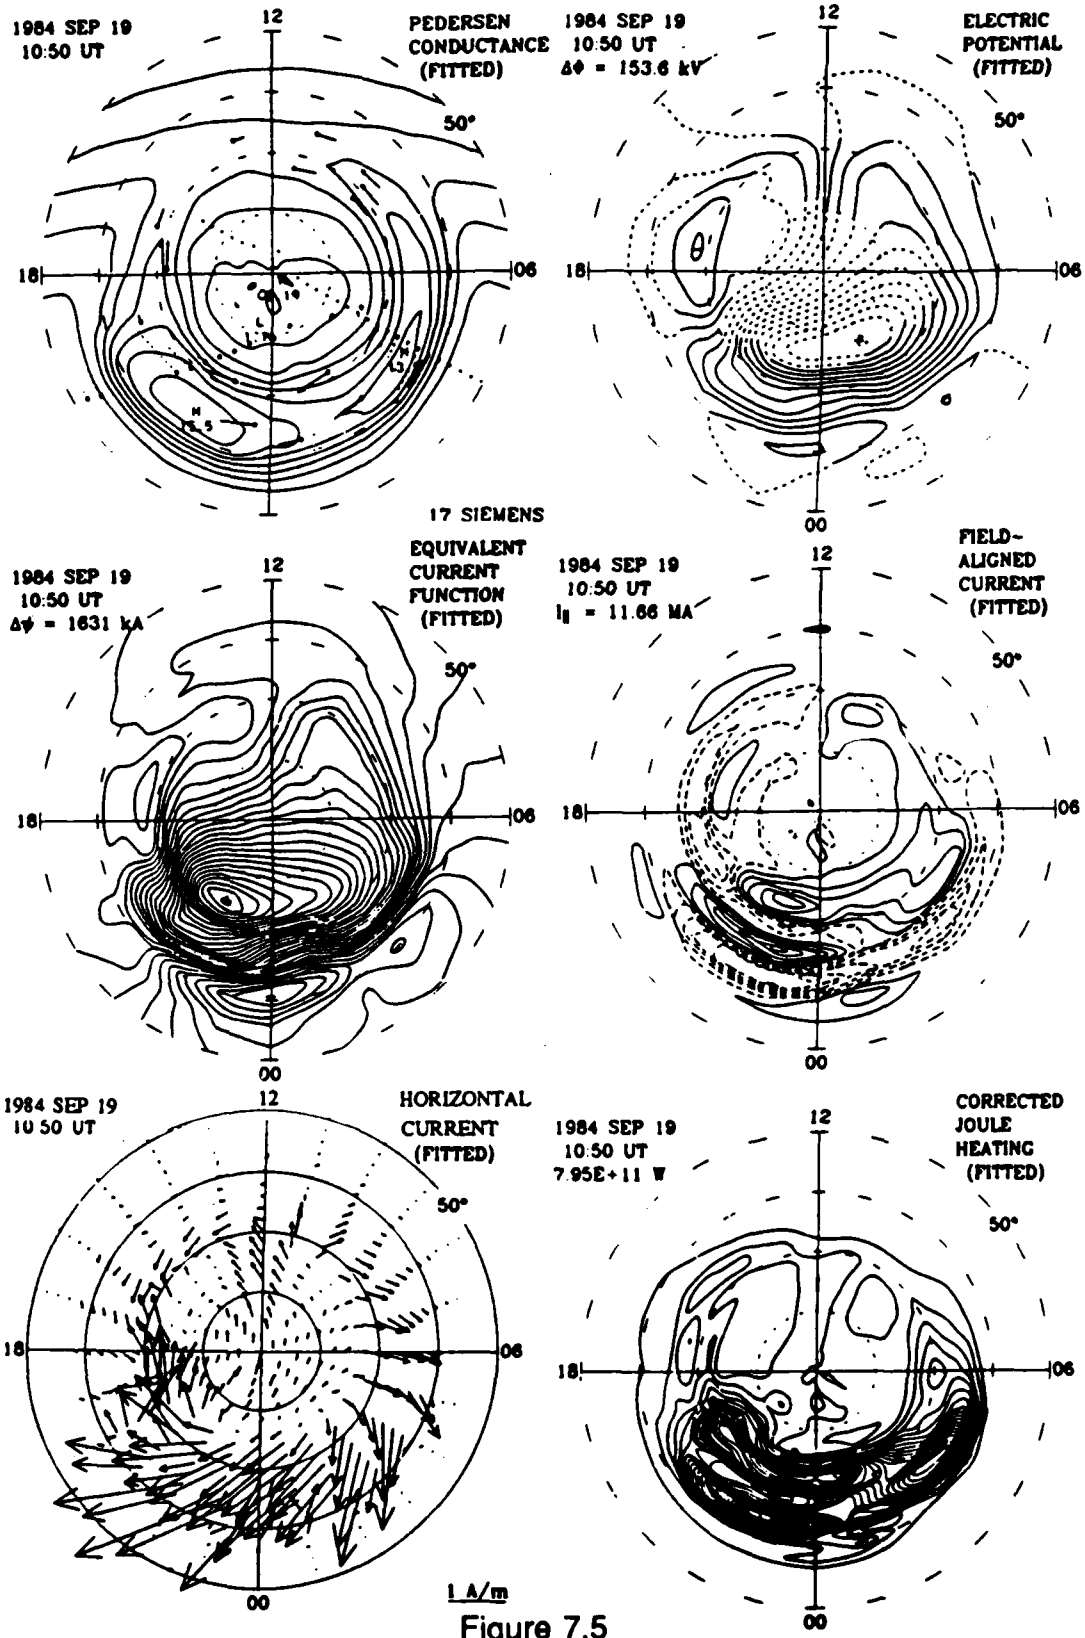 1984 SEP 19
10:50 UT
12
PEDERSEN
CONDUCTANCE
(FITTED)
50°
18
06
H
L
17 SIEMENS
1984 SEP 19
10:50 UT
ΔΦ = 153.6 kV
12
ELECTRIC
POTENTIAL
(FITTED)
50°
18
06
00
1984 SEP 19
10:50 UT
Δψ = 1631 kA
12
EQUIVALENT
CURRENT
FUNCTION
(FITTED)
50°
18
06
00
1984 SEP 19
10:50 UT
I∥ = 11.66 MA
12
FIELD-
ALIGNED
CURRENT
(FITTED)
50°
18
06
00
1984 SEP 19
10 50 UT
12
HORIZONTAL
CURRENT
(FITTED)
50°
18
06
00
1 A/m
1984 SEP 19
10:50 UT
7.95E+11 W
12
CORRECTED
JOULE
HEATING
(FITTED)
50°
18
06
00
Figure 7.5